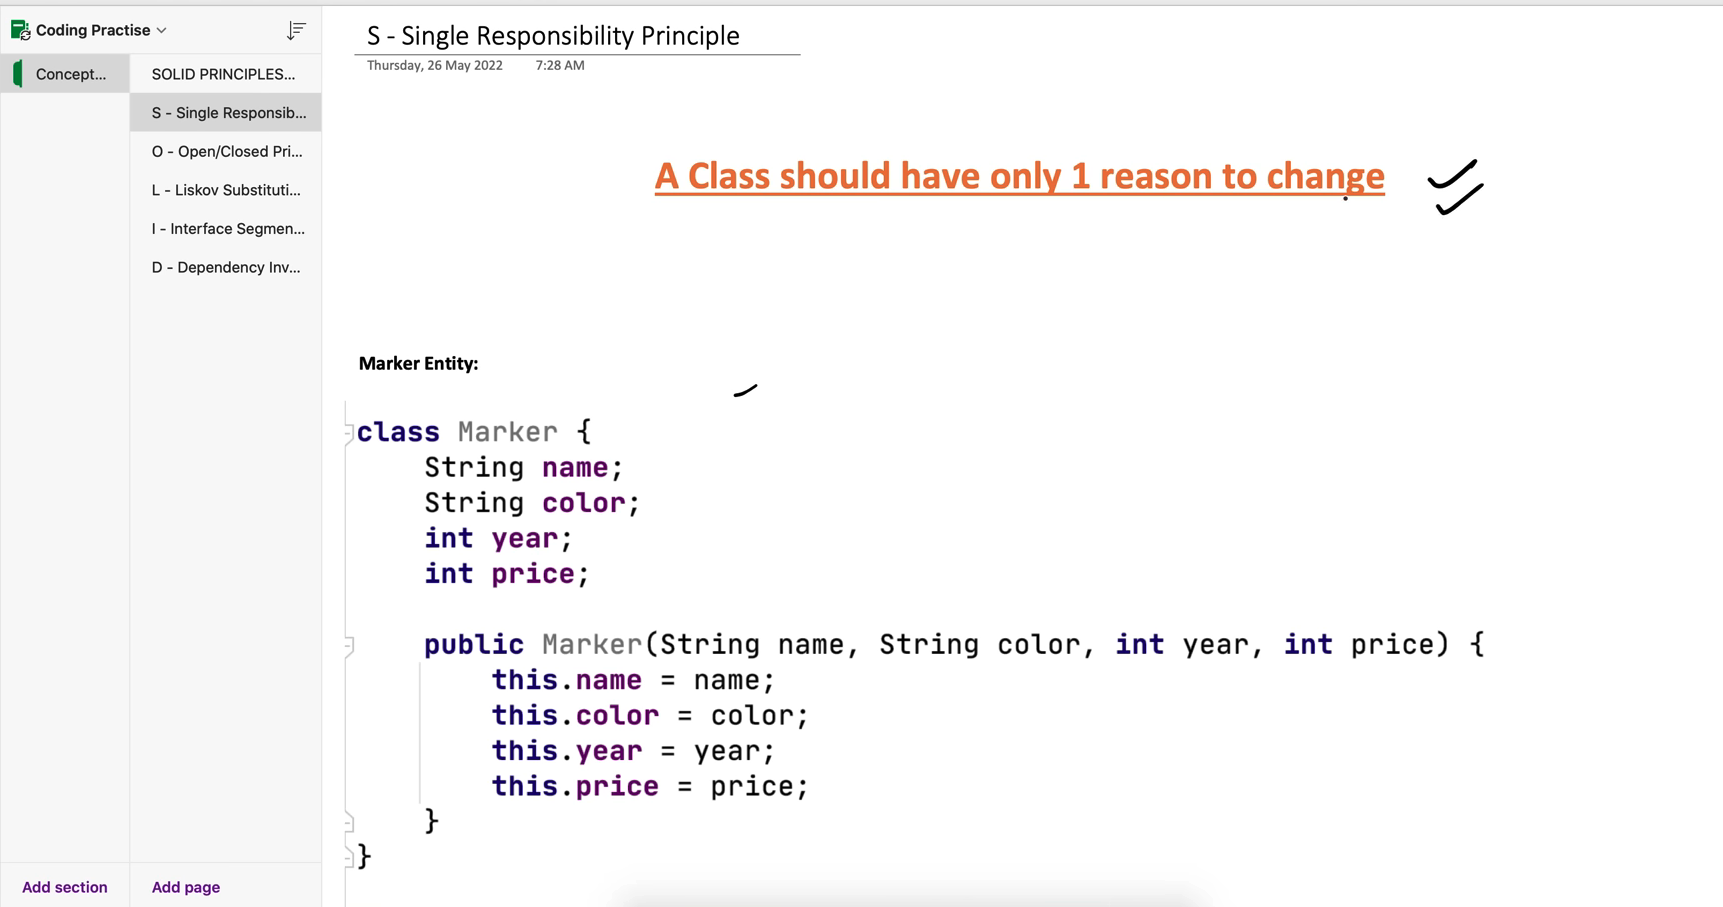 Coding Practise
Concept...
SOLID PRINCIPLES...
S - Single Responsib...
O - Open/Closed Pri...
L - Liskov Substituti...
I - Interface Segmen...
D - Dependency Inv...
Add section
Add page
S - Single Responsibility Principle
Thursday, 26 May 2022 7:28 AM
A Class should have only 1 reason to change
Marker Entity:
class Marker {
String name;
String color;
int year;
int price;
public Marker(String name, String color, int year, int price) {
this.name = name;
this.color = color;
this.year = year;
this.price = price;
}
}